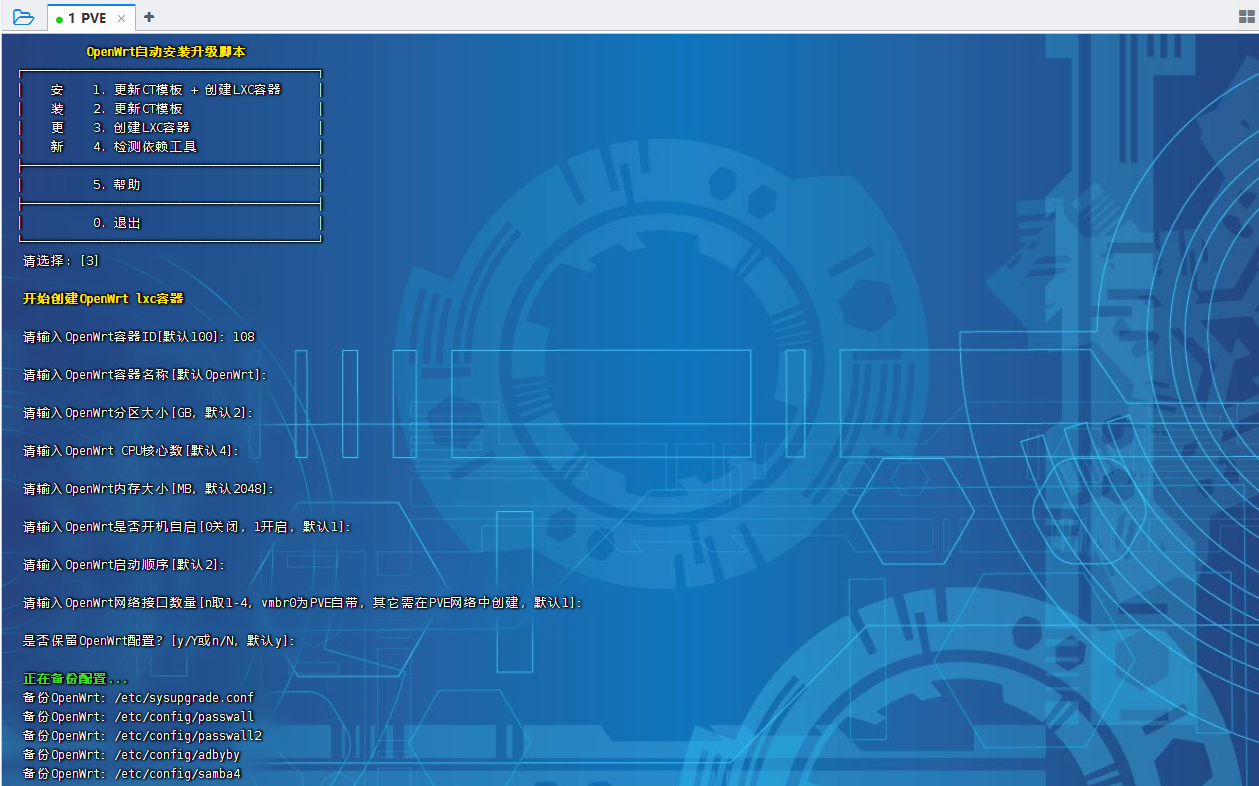 1 PVE
OpenWrt自动安装升级脚本
安 1. 更新CT模板 + 创建LXC容器
装 2. 更新CT模板
更 3. 创建LXC容器
新 4. 检测依赖工具
5. 帮助
0. 退出
请选择: [3]
开始创建OpenWrt lxc容器
请输入OpenWrt容器ID[默认100]: 108
请输入OpenWrt容器名称[默认OpenWrt]:
请输入OpenWrt分区大小[GB, 默认2]:
请输入OpenWrt CPU核心数[默认4]:
请输入OpenWrt内存大小[MB, 默认2048]:
请输入OpenWrt是否开机自启[0关闭, 1开启, 默认1]:
请输入OpenWrt启动顺序[默认2]:
请输入OpenWrt网络接口数量[n取1-4, vmbr0为PVE自带, 其它需在PVE网络中创建, 默认1]:
是否保留OpenWrt配置? [y/Y或n/N, 默认y]:
正在备份配置...
备份OpenWrt: /etc/sysupgrade.conf
备份OpenWrt: /etc/config/passwall
备份OpenWrt: /etc/config/passwall2
备份OpenWrt: /etc/config/adbyby
备份OpenWrt: /etc/config/samba4